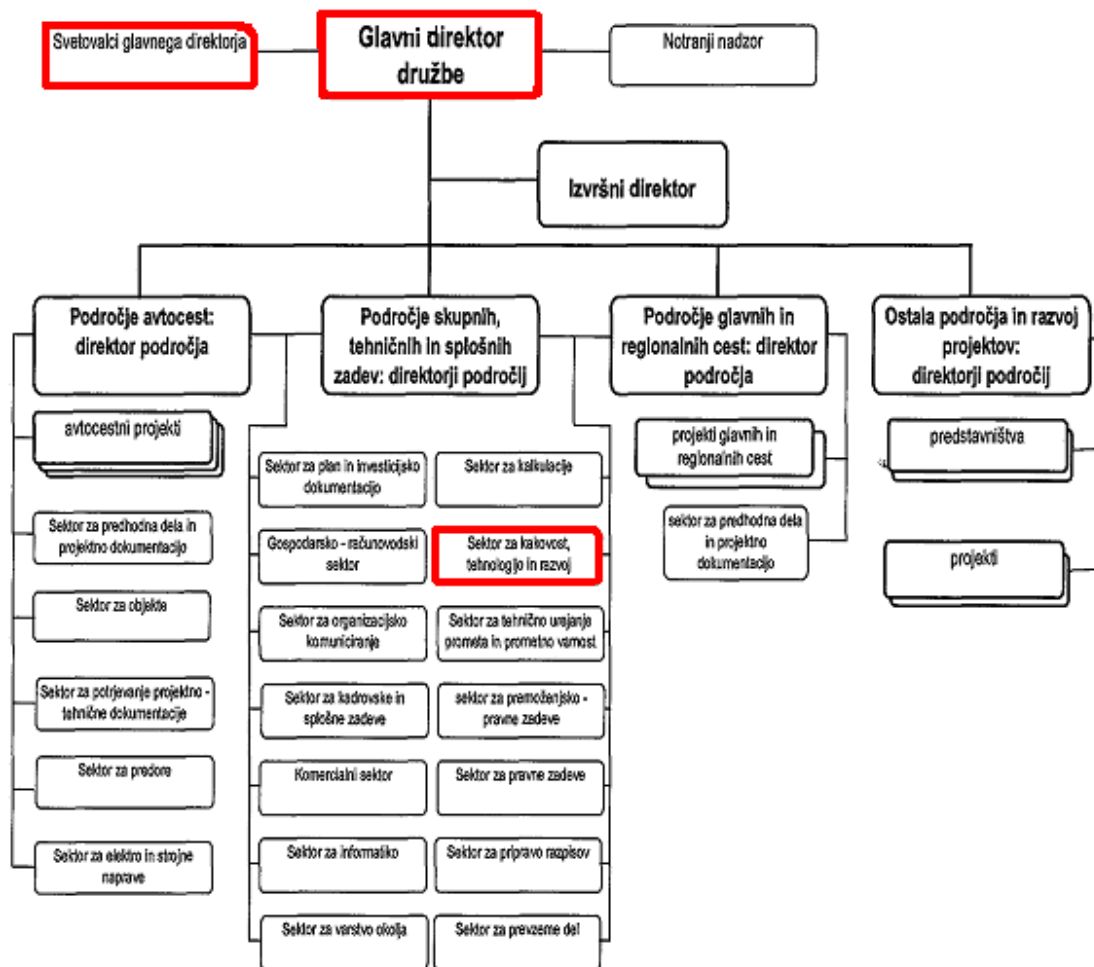 Svetovalci glavnega direktorja
Glavni direktor
družbe
Notranji nadzor
Izvršni direktor
Področje avtocest:
direktor področja
Področje skupnih,
tehničnih in splošnih
zadev: direktorji področij
Področje glavnih in
regionalnih cest: direktor
področja
Ostala področja in razvoj
projektov:
direktorji področij
avtocestni projekti
Sektor za predhodna dela in
projektno dokumentacijo
Sektor za objekte
Sektor za potrjevanje projektno -
tehnične dokumentacije
Sektor za predore
Sektor za elektro in strojne
naprave
Sektor za plan in investicijsko
dokumentacijo
Gospodarsko - računovodski
sektor
Sektor za organizacijsko
komuniciranje
Sektor za kadrovske in
splošne zadeve
Komercialni sektor
Sektor za informatiko
Sektor za varstvo okolja
Sektor za kalkulacije
Sektor za kakovost,
tehnologijo in razvoj
Sektor za tehnično urejanje
prometa in prometno varnost
sektor za premoženjsko -
pravne zadeve
Sektor za pravne zadeve
Sektor za pripravo razpisov
Sektor za prevzeme del
projekti glavnih in
regionalnih cest
sektor za predhodna dela
in projektno
dokumentacijo
predstavništva
projekti